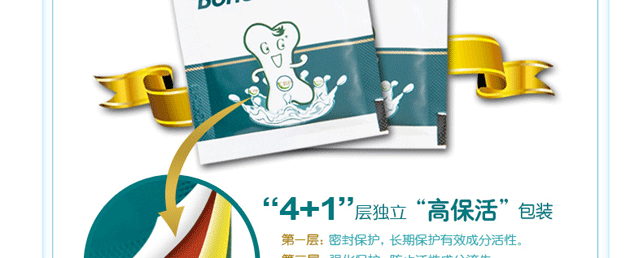 “4+1”层独立“高保活”包装
第一层: 密封保护，长期保护有效成分活性。